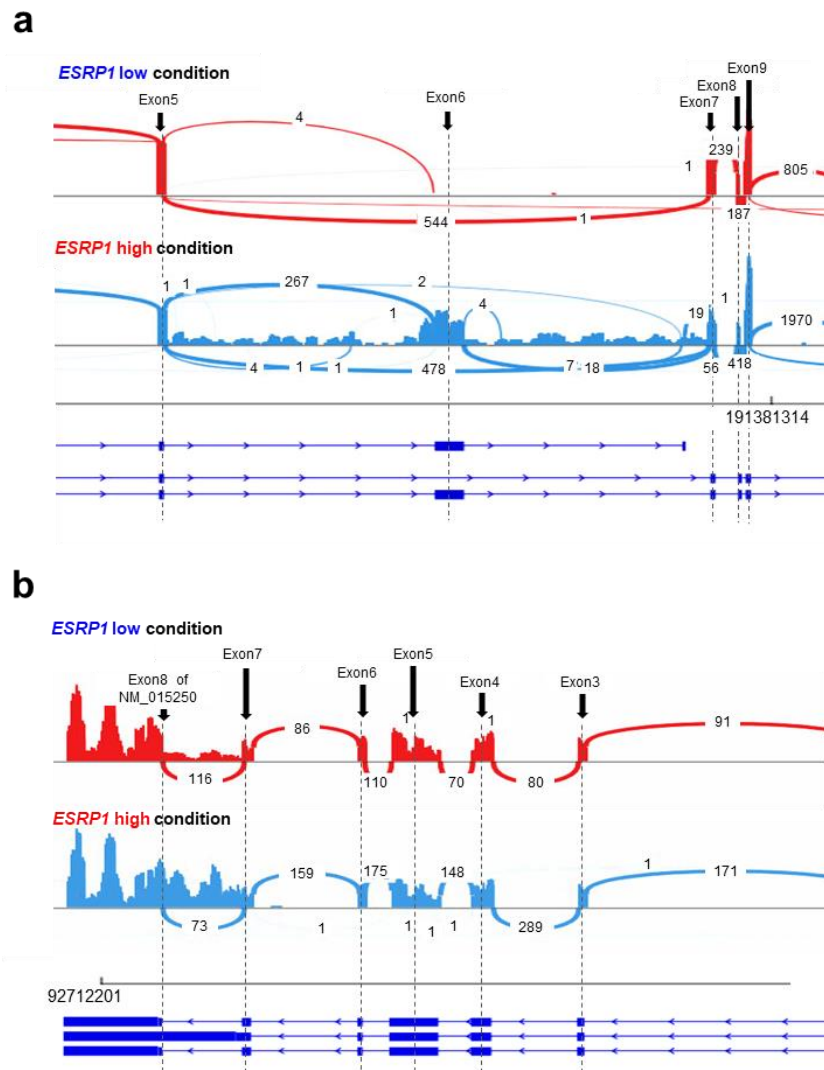 a
ESRP1 low condition
Exon5
Exon6
Exon7
Exon8
Exon9
4
1
239
805
544
1
187
ESRP1 high condition
1
1
267
2
1
4
19
1
1970
4
1
1
478
7
18
56
418
191381314
b
ESRP1 low condition
Exon8 of
NM_015250
Exon7
Exon6
Exon5
Exon4
Exon3
86
1
1
91
116
110
70
80
ESRP1 high condition
159
175
148
1
171
73
1
1
1
1
289
92712201